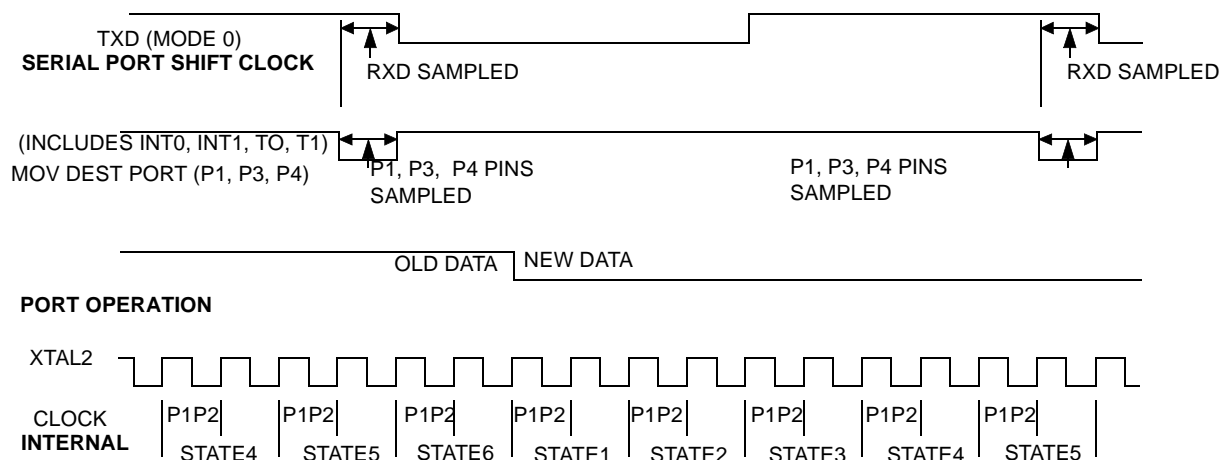 TXD (MODE 0)
SERIAL PORT SHIFT CLOCK
RXD SAMPLED
RXD SAMPLED
(INCLUDES INT0, INT1, TO, T1)
MOV DEST PORT (P1, P3, P4)
P1, P3, P4 PINS
SAMPLED
P1, P3, P4 PINS
SAMPLED
OLD DATA
NEW DATA
PORT OPERATION
XTAL2
CLOCK
INTERNAL
P1P2
P1P2
P1P2
P1P2
P1P2
P1P2
P1P2
P1P2
STATE4
STATE5
STATE6
STATE1
STATE2
STATE3
STATE4
STATE5